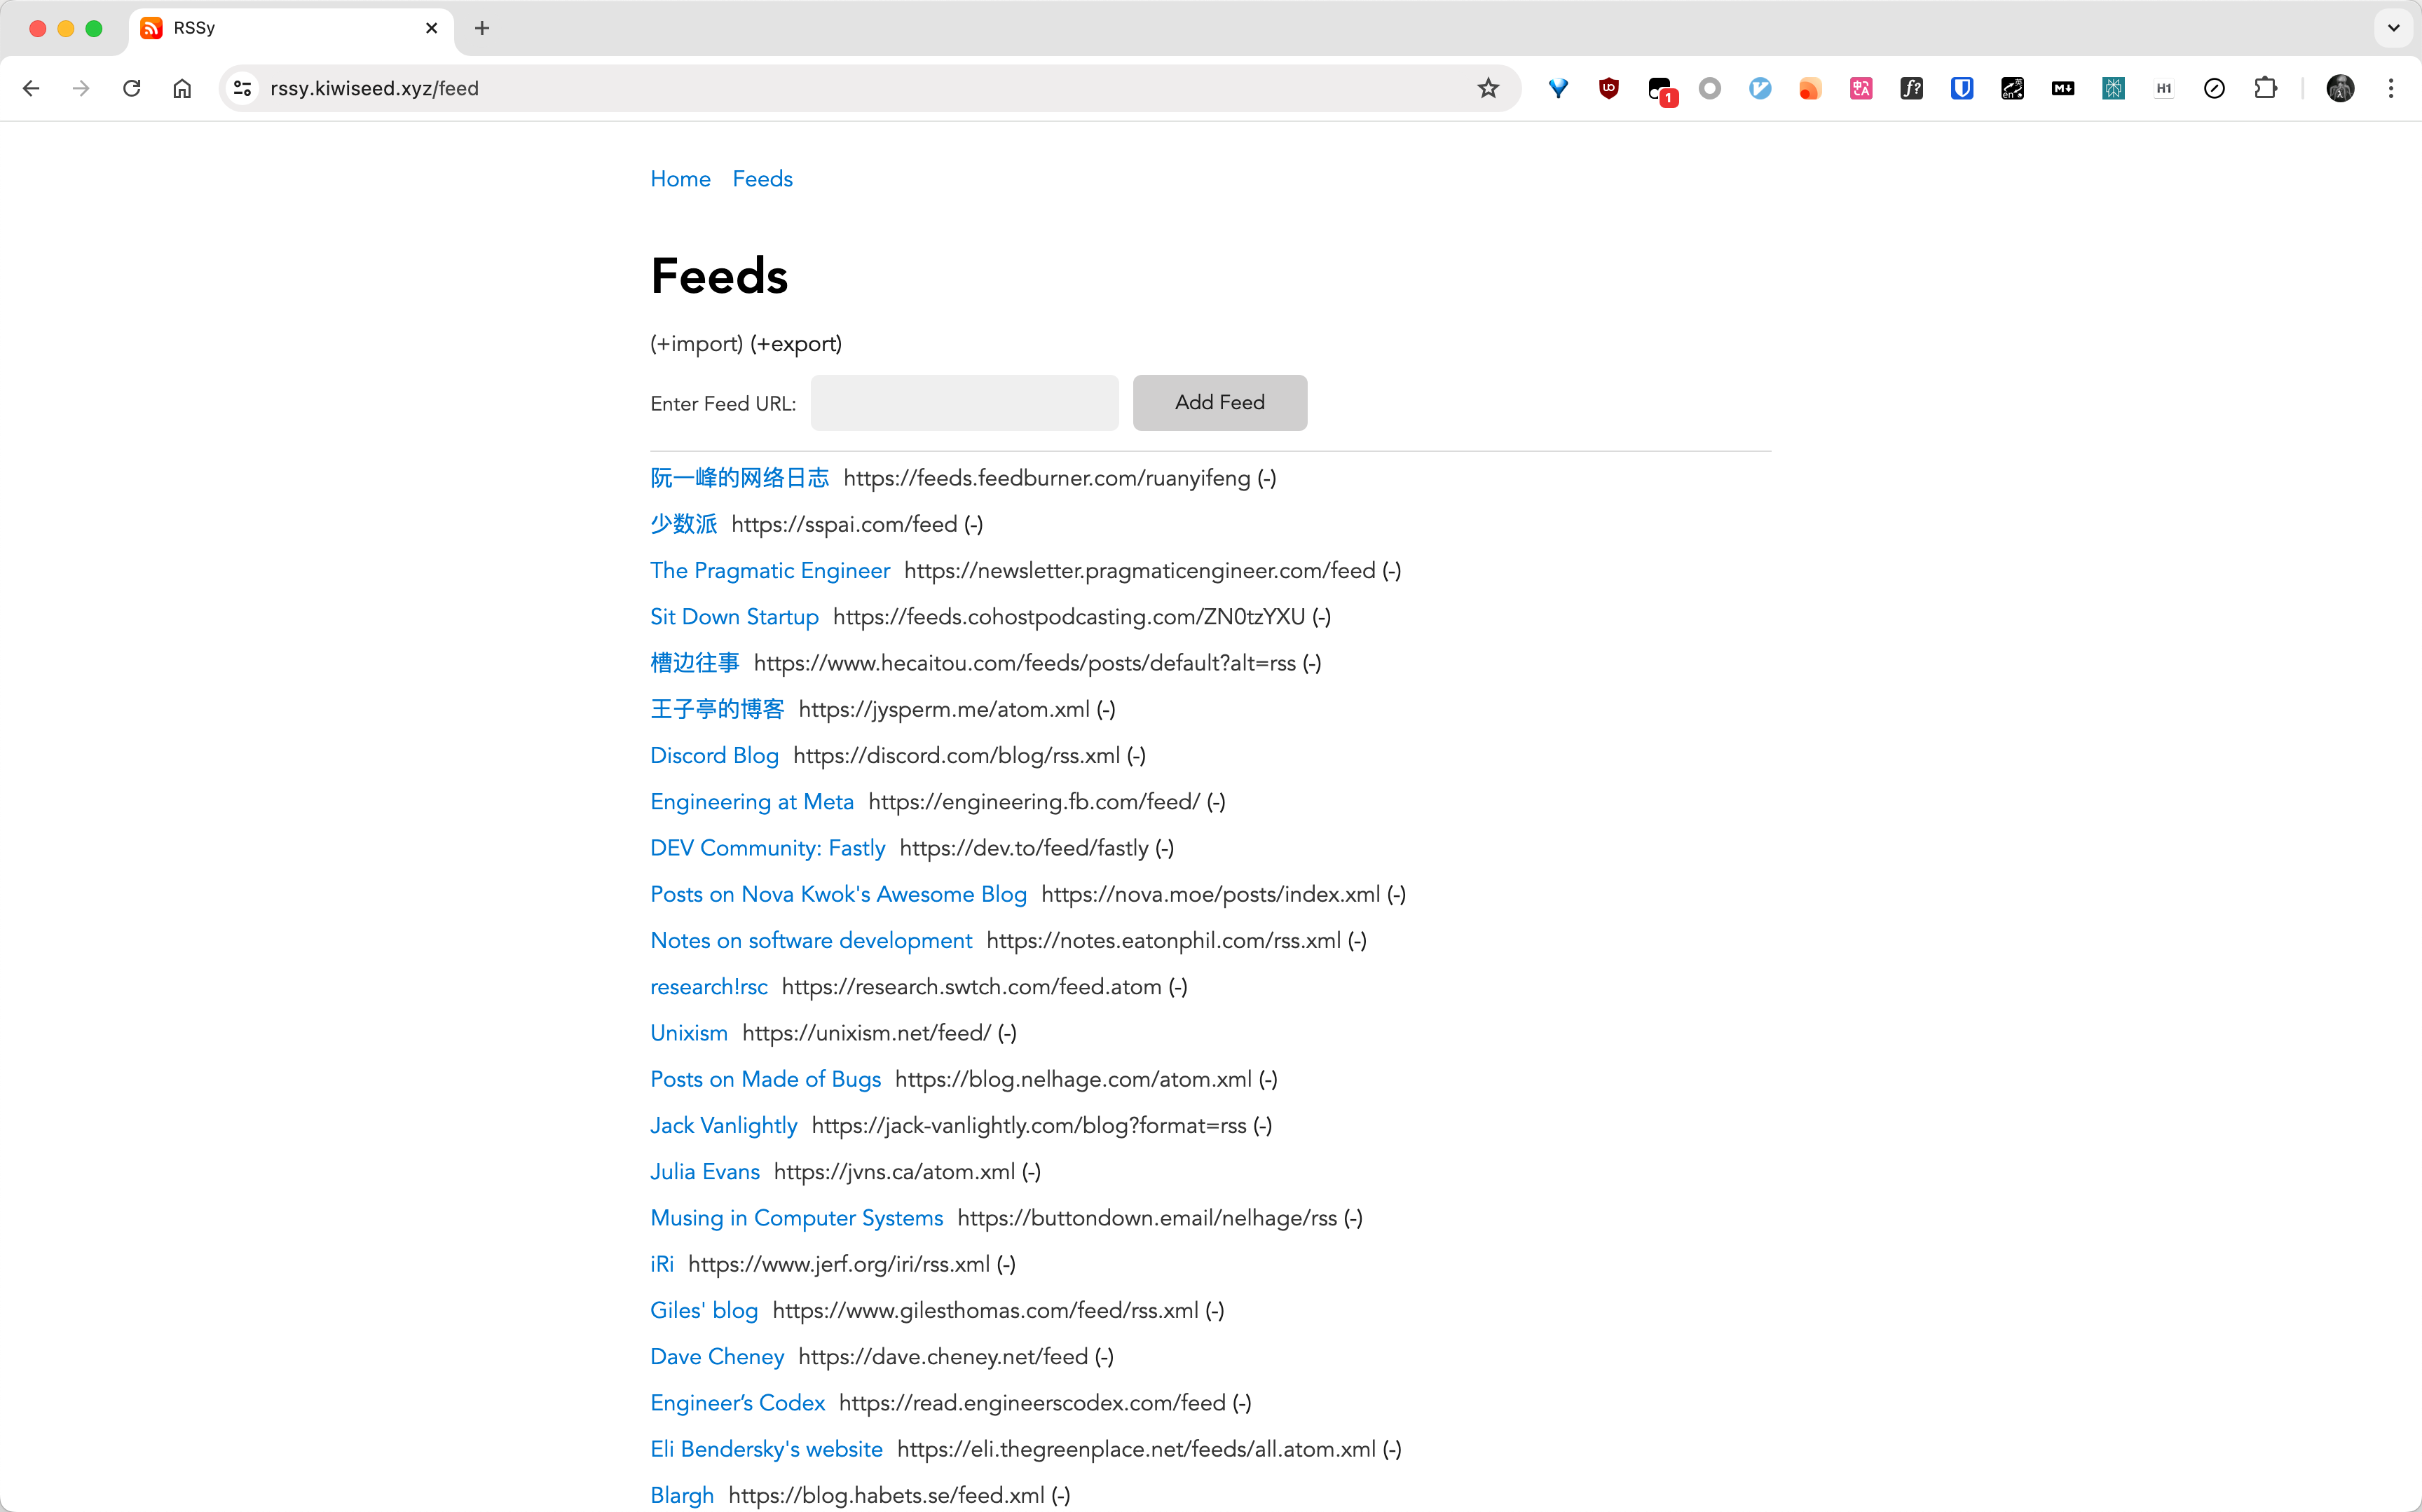 RSSy
rssy.kiwiseed.xyz/feed
1
en
英
f?
M↓
H1
Home Feeds
Feeds
(+import) (+export)
Enter Feed URL: Add Feed
阮一峰的网络日志 https://feeds.feedburner.com/ruanyifeng (-)
少数派 https://sspai.com/feed (-)
The Pragmatic Engineer https://newsletter.pragmaticengineer.com/feed (-)
Sit Down Startup https://feeds.cohostpodcasting.com/ZN0tzYXU (-)
槽边往事 https://www.hecaitou.com/feeds/posts/default?alt=rss (-)
王子亭的博客 https://jysperm.me/atom.xml (-)
Discord Blog https://discord.com/blog/rss.xml (-)
Engineering at Meta https://engineering.fb.com/feed/ (-)
DEV Community: Fastly https://dev.to/feed/fastly (-)
Posts on Nova Kwok's Awesome Blog https://nova.moe/posts/index.xml (-)
Notes on software development https://notes.eatonphil.com/rss.xml (-)
research!rsc https://research.swtch.com/feed.atom (-)
Unixism https://unixism.net/feed/ (-)
Posts on Made of Bugs https://blog.nelhage.com/atom.xml (-)
Jack Vanlightly https://jack-vanlightly.com/blog?format=rss (-)
Julia Evans https://jvns.ca/atom.xml (-)
Musing in Computer Systems https://buttondown.email/nelhage/rss (-)
iRi https://www.jerf.org/iri/rss.xml (-)
Giles' blog https://www.gilesthomas.com/feed/rss.xml (-)
Dave Cheney https://dave.cheney.net/feed (-)
Engineer’s Codex https://read.engineerscodex.com/feed (-)
Eli Bendersky's website https://eli.thegreenplace.net/feeds/all.atom.xml (-)
Blargh https://blog.habets.se/feed.xml (-)